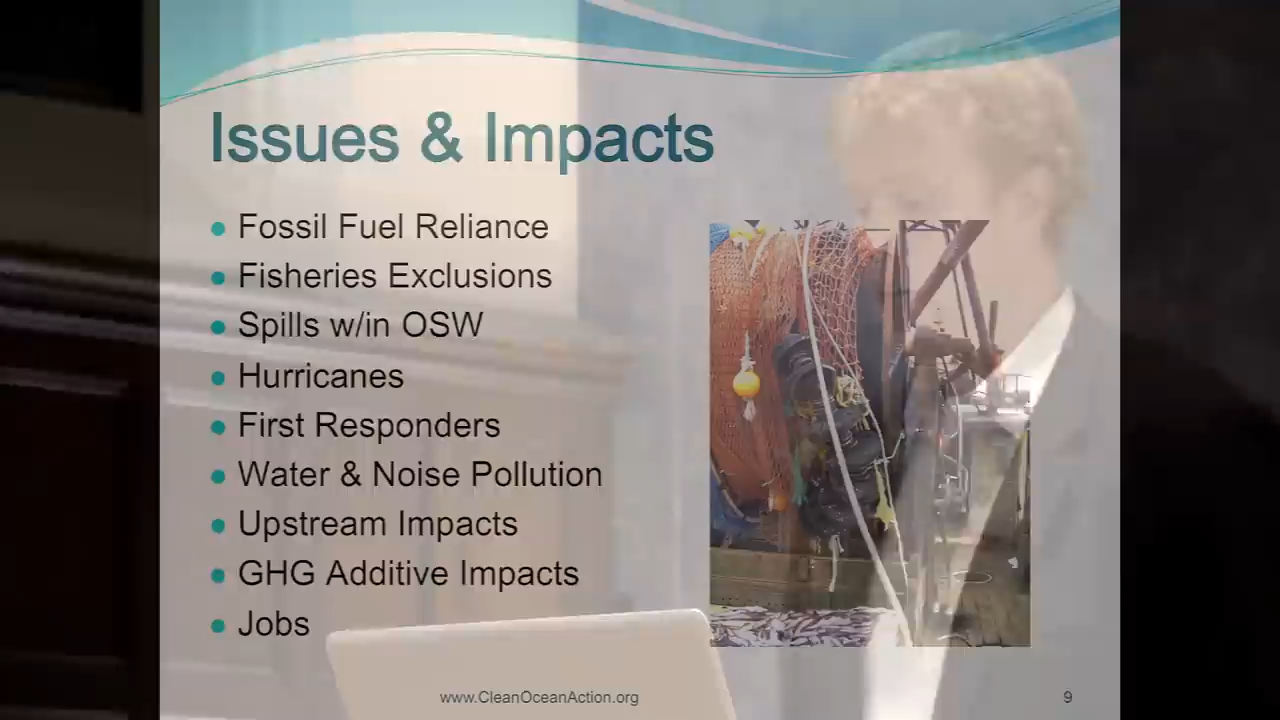 Issues & Impacts
Fossil Fuel Reliance
Fisheries Exclusions
Spills w/in OSW
Hurricanes
First Responders
Water & Noise Pollution
Upstream Impacts
GHG Additive Impacts
Jobs
www.CleanOceanAction.org
9